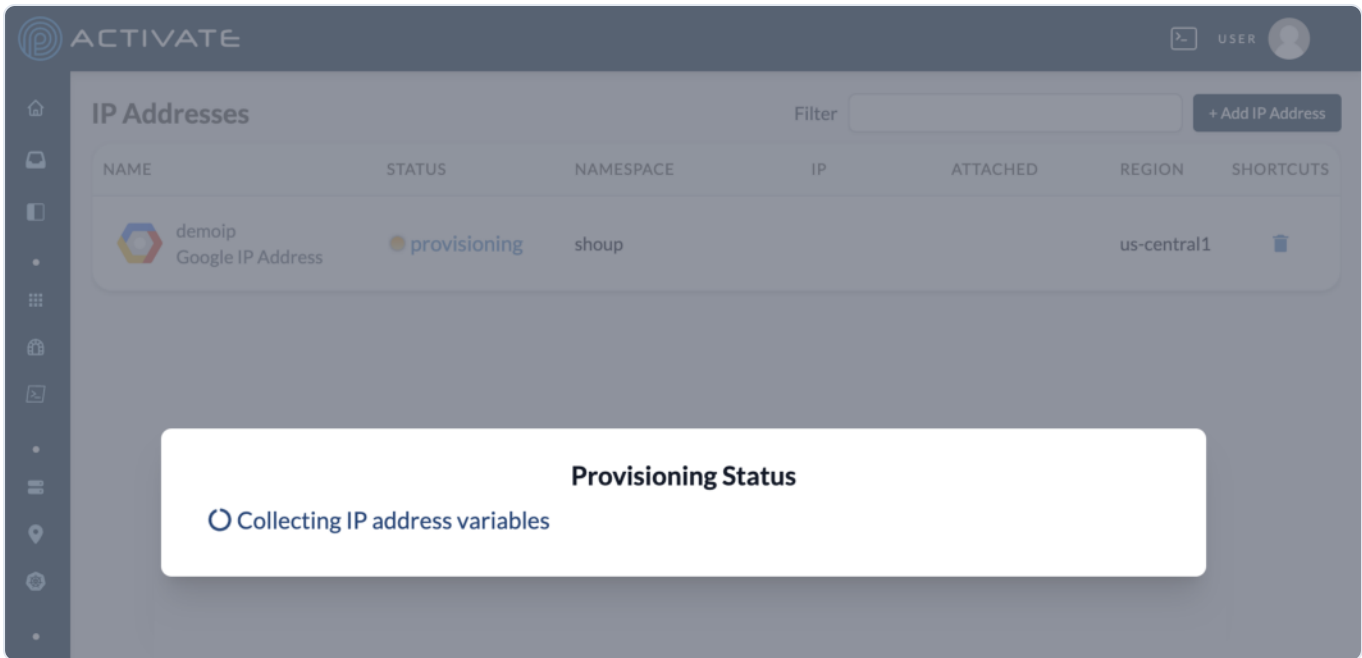 ACTIVATE
USER
IP Addresses
Filter
+ Add IP Address
NAME STATUS NAMESPACE IP ATTACHED REGION SHORTCUTS
demoip
Google IP Address
provisioning
shoup
us-central1
Provisioning Status
Collecting IP address variables